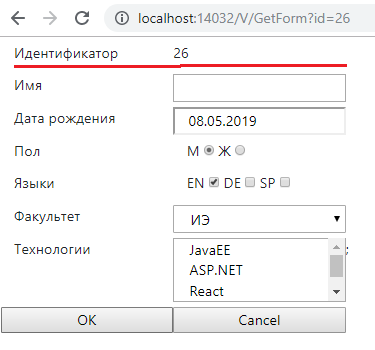 localhost:14032/V/GetForm?id=26
Идентификатор 26
Имя
Дата рождения 08.05.2019
Пол М Ж
Языки EN DE SP
Факультет ИЭ
Технологии JavaEE ;
ASP.NET
React
OK Cancel